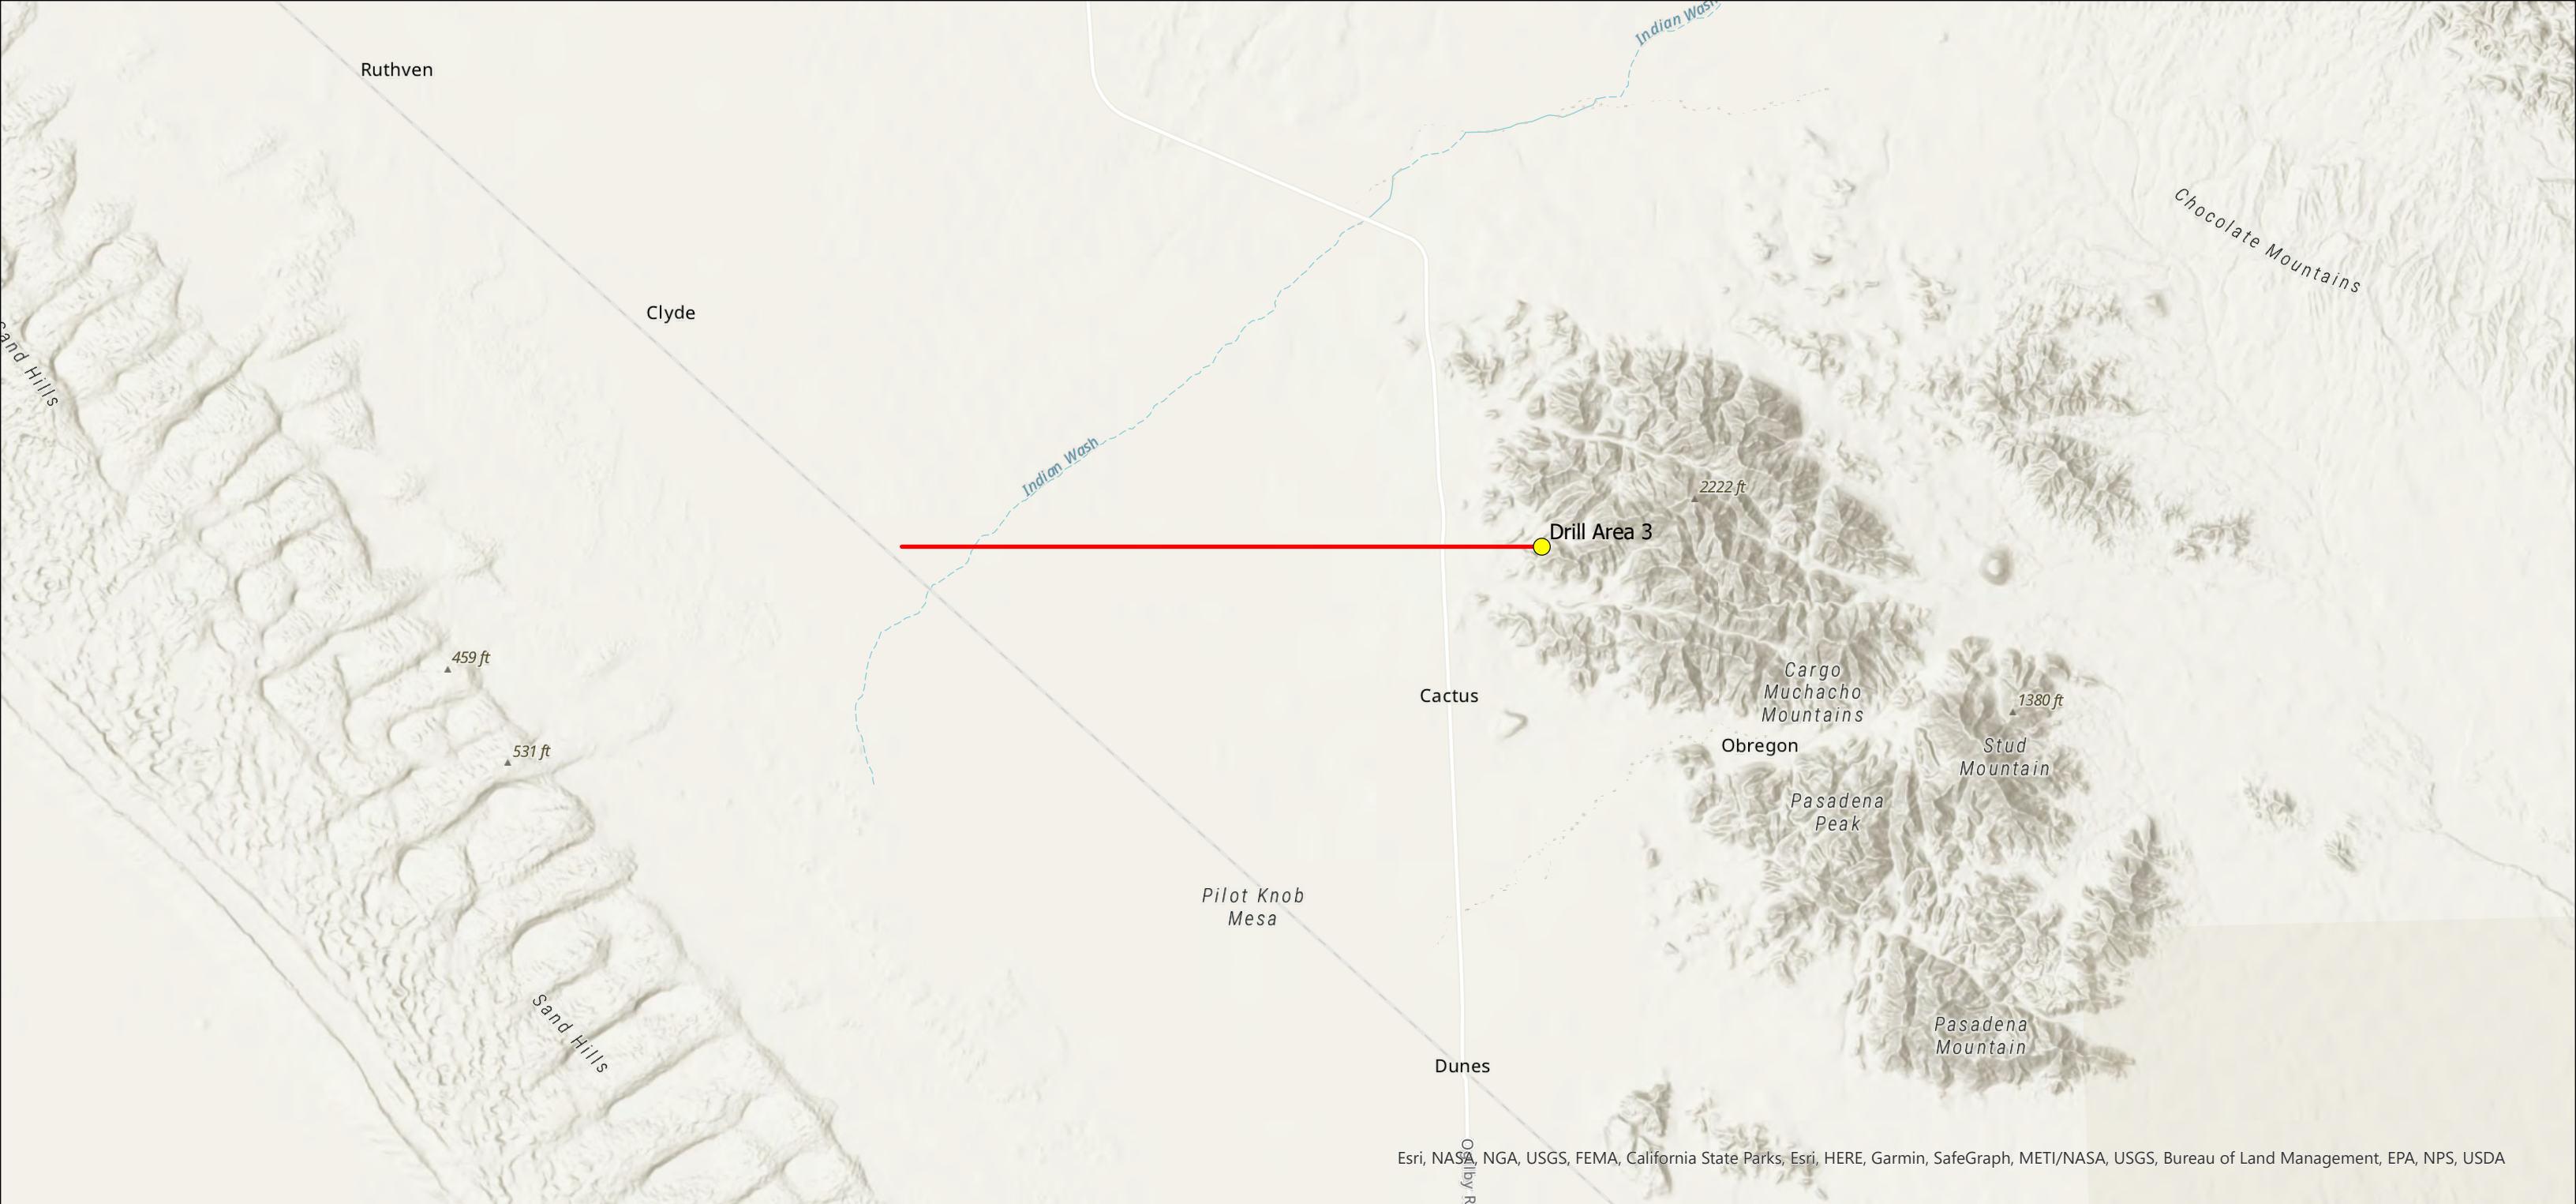 Indian Wash
Ruthven
Chocolate Mountains
Clyde
Sand Hills
Indian Wash
2222 ft
Drill Area 3
459 ft
Cargo
Muchacho
Mountains
Cactus
1380 ft
531 ft
Obregon
Stud
Mountain
Pasadena
Peak
Pilot Knob
Mesa
Sand Hills
Pasadena
Mountain
Dunes
Esri, NASA, NGA, USGS, FEMA, California State Parks, Esri, HERE, Garmin, SafeGraph, METI/NASA, USGS, Bureau of Land Management, EPA, NPS, USDA